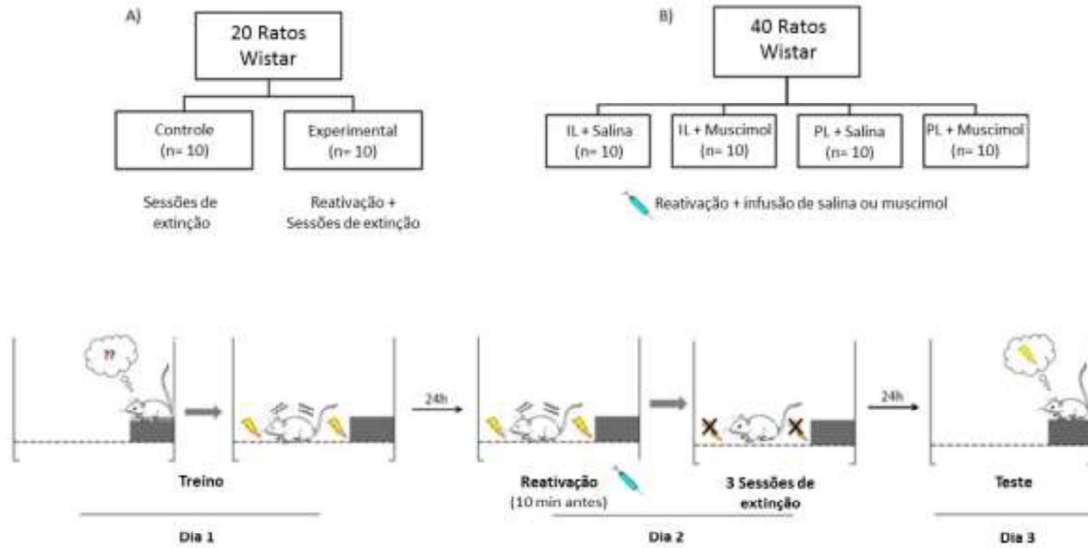 A)
20 Ratos
Wistar
Controle
(n= 10)
Experimental
(n= 10)
Sessões de
extinção
Reativação +
Sessões de extinção
B)
40 Ratos
Wistar
IL + Salina
(n= 10)
IL + Muscimol
(n= 10)
PL + Salina
(n= 10)
PL + Muscimol
(n= 10)
Reativação + infusão de salina ou muscimol
??
24h
24h
Treino
Reativação
(10 min antes)
3 Sessões de
extinção
Teste
Dia 1
Dia 2
Dia 3